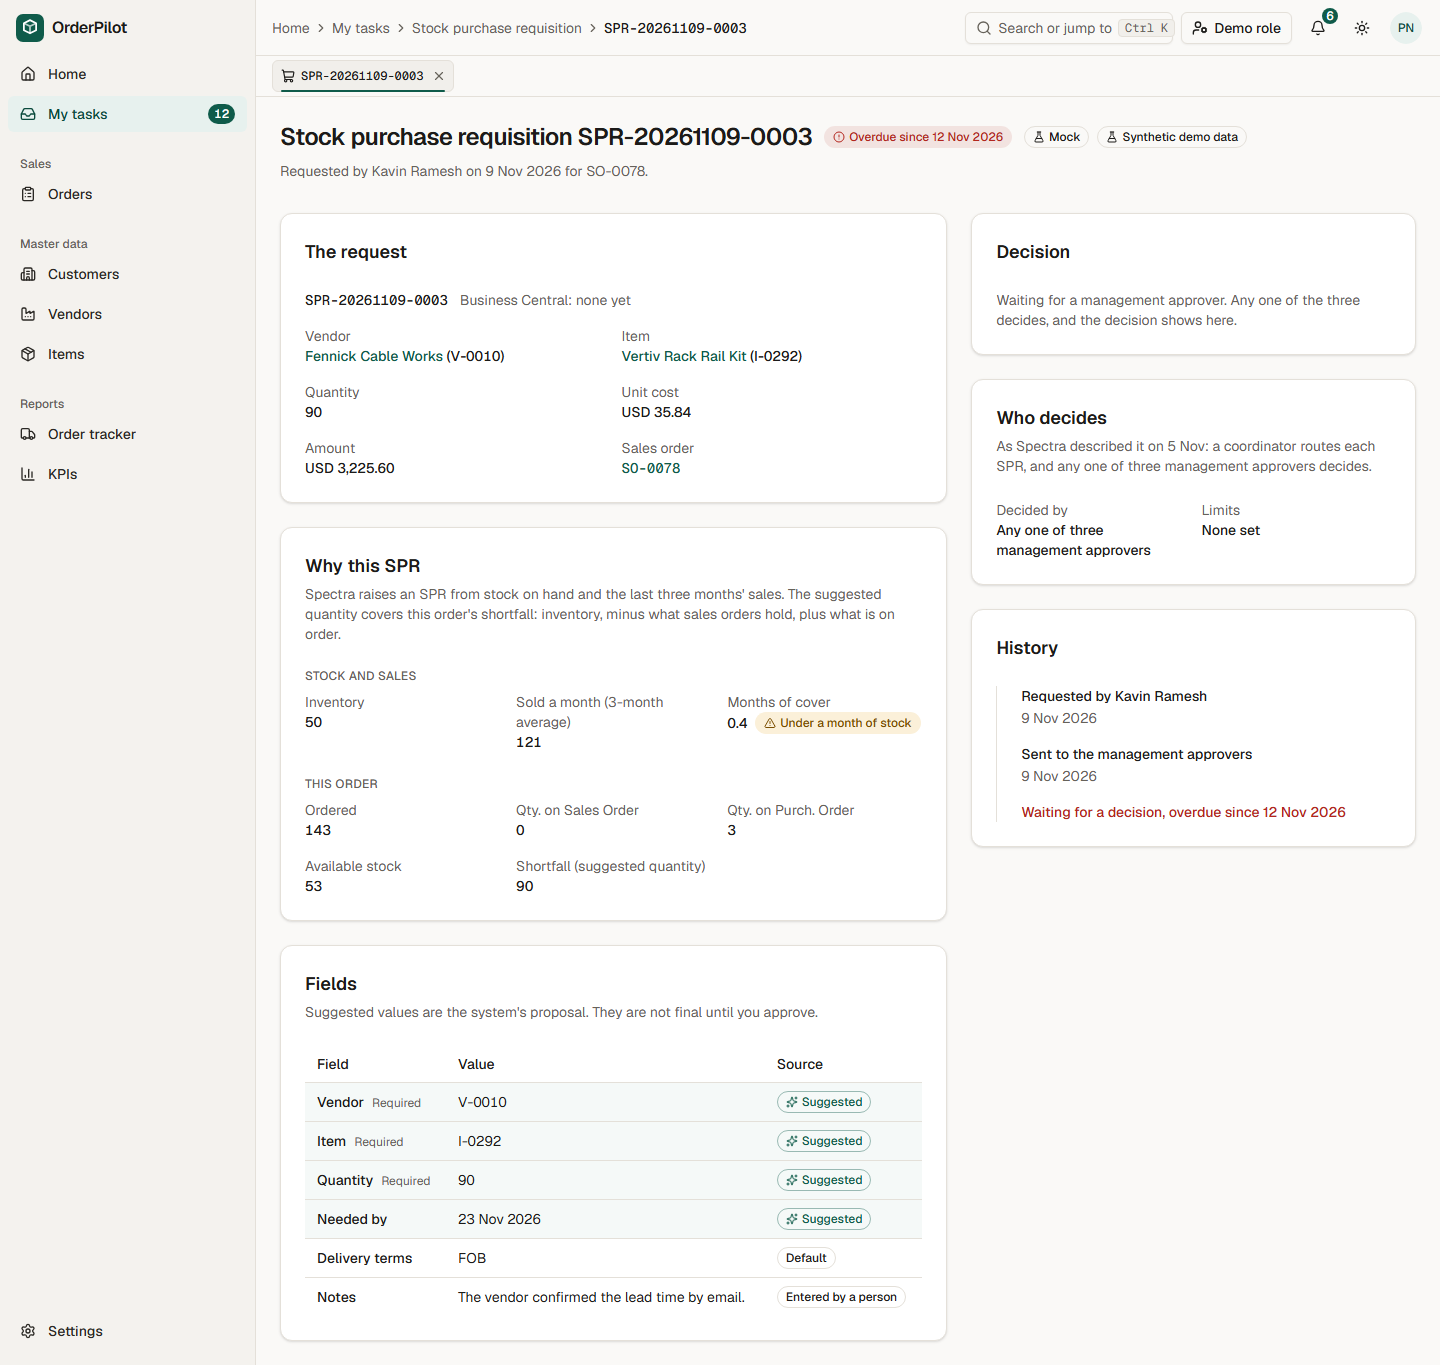 OrderPilot
Home
My tasks
12
Sales
Orders
Master data
Customers
Vendors
Items
Reports
Order tracker
KPIs
Settings
Home > My tasks > Stock purchase requisition > SPR-20261109-0003
Search or jump to Ctrl K
Demo role
6
PN
SPR-20261109-0003
Stock purchase requisition SPR-20261109-0003
Overdue since 12 Nov 2026
Mock
Synthetic demo data
Requested by Kavin Ramesh on 9 Nov 2026 for SO-0078.
The request
SPR-20261109-0003 Business Central: none yet
Vendor
Fennick Cable Works (V-0010)
Item
Vertiv Rack Rail Kit (I-0292)
Quantity
90
Unit cost
USD 35.84
Amount
USD 3,225.60
Sales order
SO-0078
Why this SPR
Spectra raises an SPR from stock on hand and the last three months' sales. The suggested
quantity covers this order's shortfall: inventory, minus what sales orders hold, plus what is on
order.
STOCK AND SALES
Inventory
50
Sold a month (3-month
average)
121
Months of cover
0.4 Under a month of stock
THIS ORDER
Ordered
143
Qty. on Sales Order
0
Qty. on Purch. Order
3
Available stock
53
Shortfall (suggested quantity)
90
Fields
Suggested values are the system's proposal. They are not final until you approve.
Field Value Source
Vendor Required V-0010 Suggested
Item Required I-0292 Suggested
Quantity Required 90 Suggested
Needed by 23 Nov 2026 Suggested
Delivery terms FOB Default
Notes The vendor confirmed the lead time by email. Entered by a person
Decision
Waiting for a management approver. Any one of the three
decides, and the decision shows here.
Who decides
As Spectra described it on 5 Nov: a coordinator routes each
SPR, and any one of three management approvers decides.
Decided by
Any one of three
management approvers
Limits
None set
History
Requested by Kavin Ramesh
9 Nov 2026
Sent to the management approvers
9 Nov 2026
Waiting for a decision, overdue since 12 Nov 2026